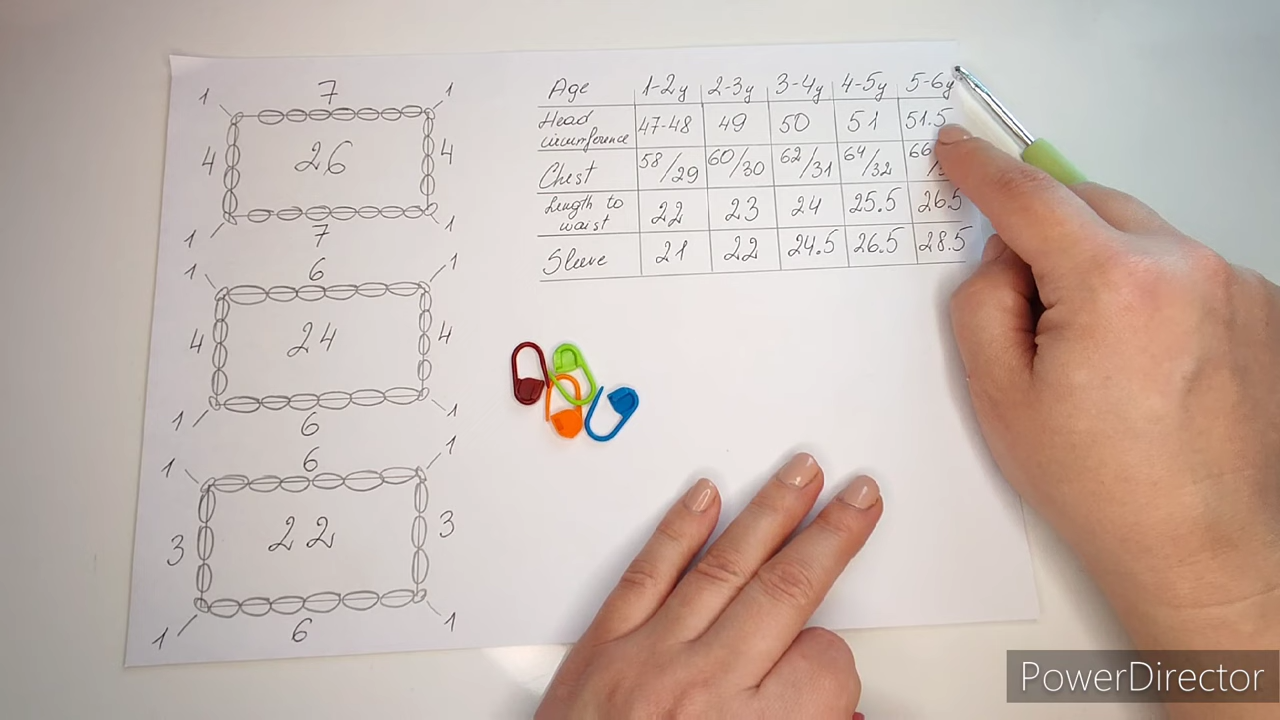 7
1 1
4 26 4
1 1
7
6
1 1
4 24 4
1 1
6
6
1 1
3 22 3
1 1
6
Age 1-2y 2-3y 3-4y 4-5y 5-6y
Head circumference 47-48 49 50 51 51.5
Chest 58/29 60/30 62/31 64/32 66
Length to waist 22 23 24 25.5 26.5
Sleeve 21 22 24.5 26.5 28.5
PowerDirector